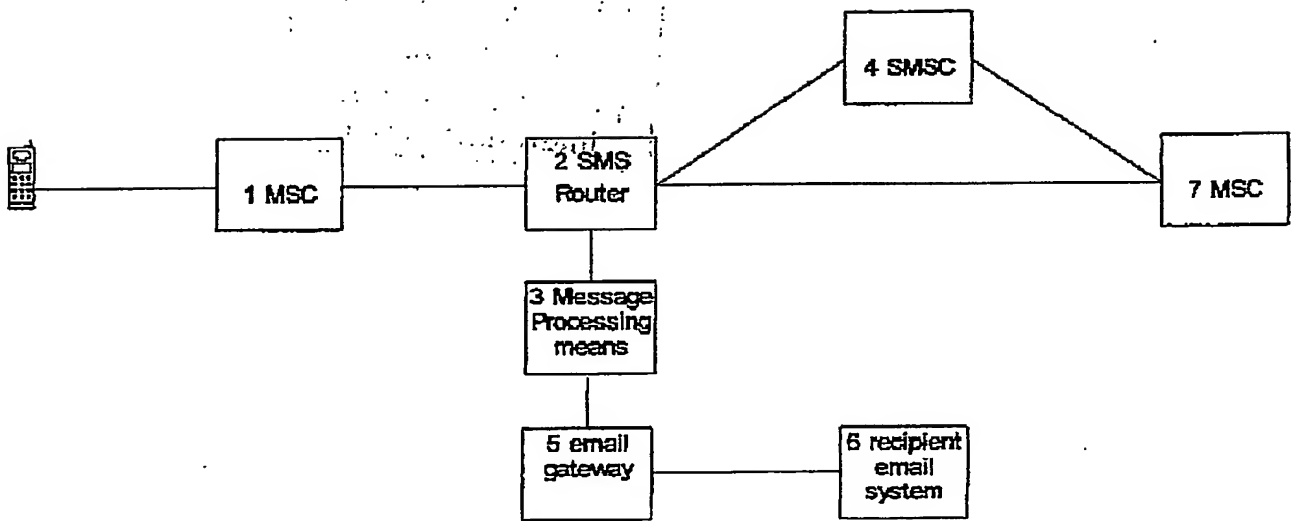 4 SMSC
1 MSC
2 SMS
Router
7 MSC
3 Message
Processing
means
5 email
gateway
6 recipient
email
system